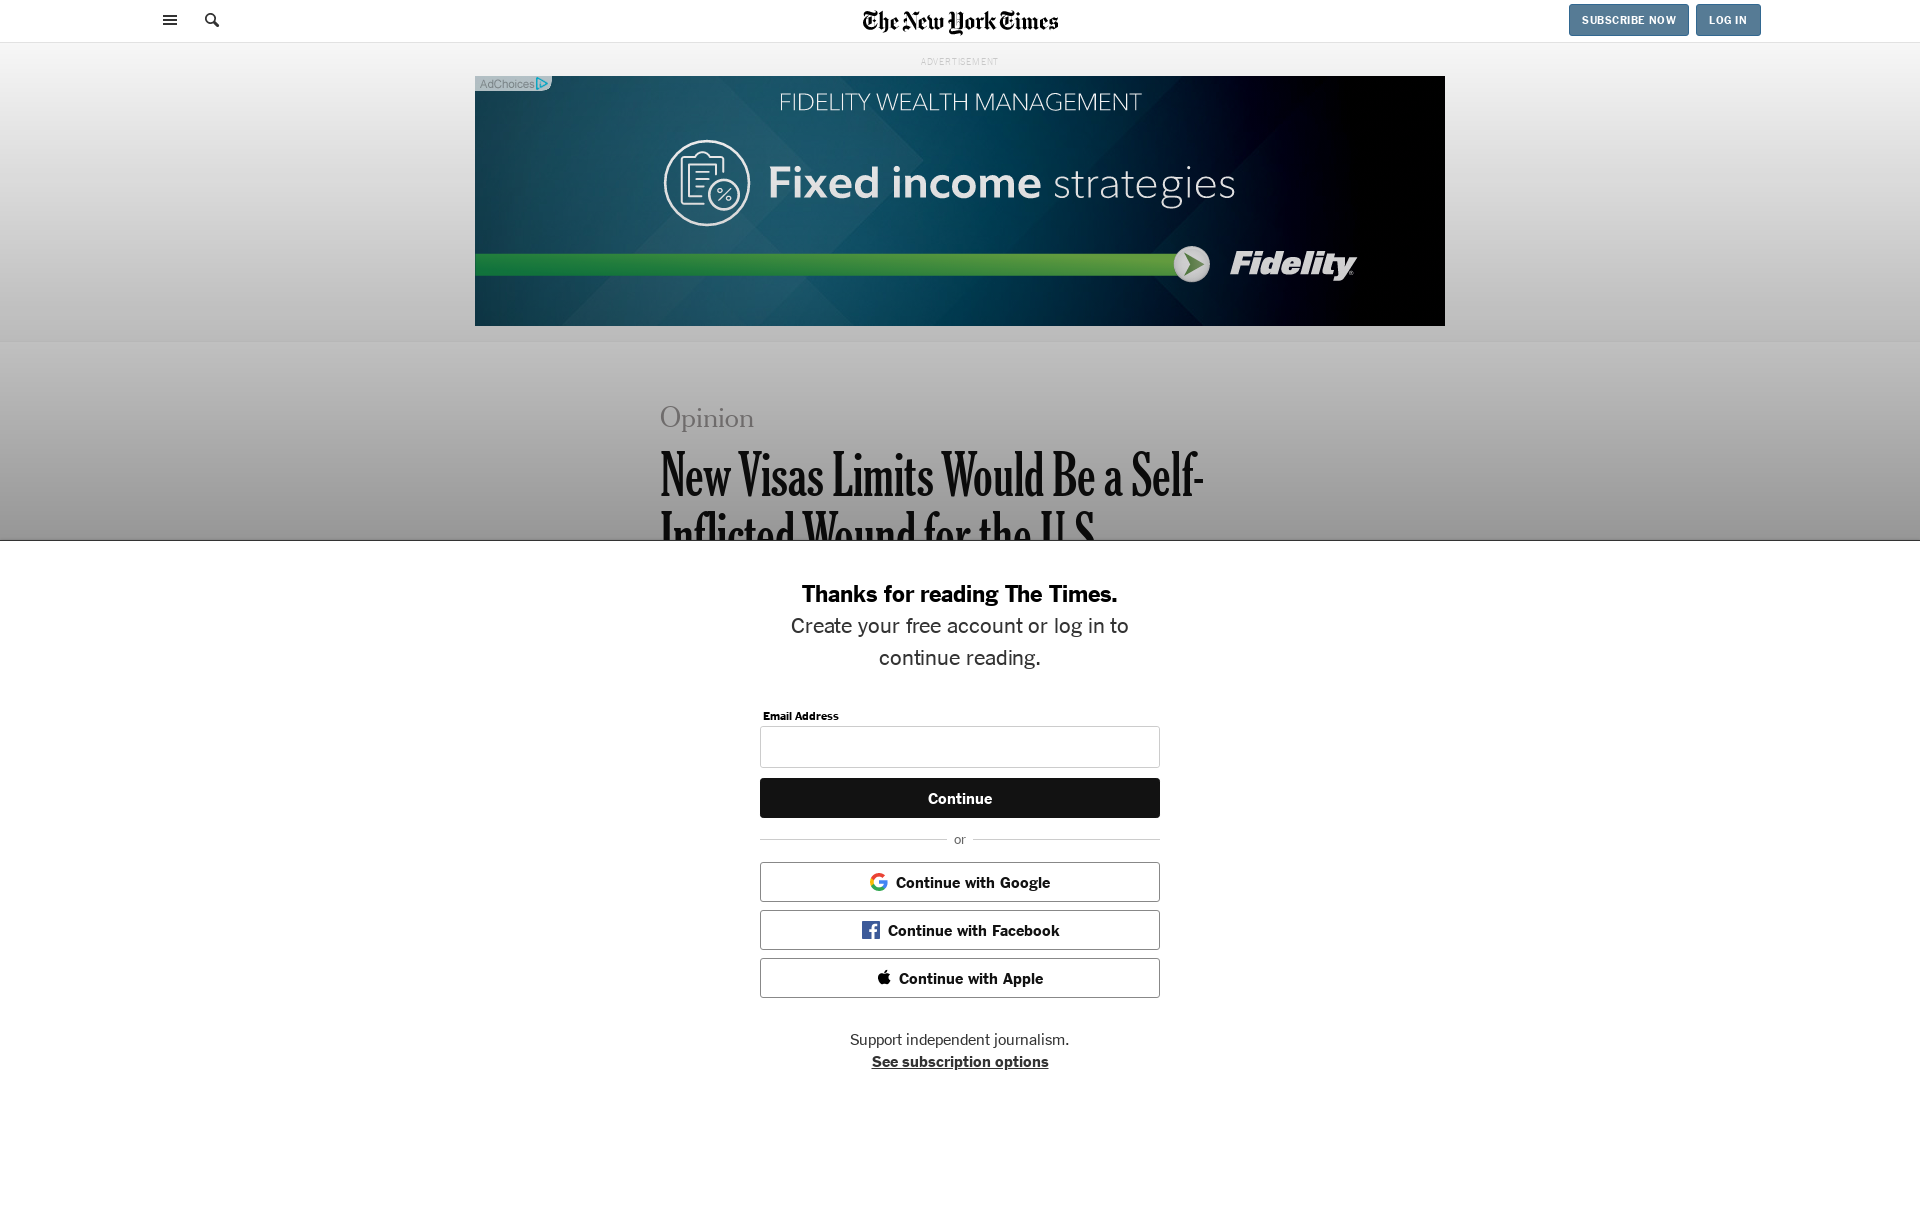 The New York Times
SUBSCRIBE NOW
LOG IN
ADVERTISEMENT
AdChoices
FIDELITY WEALTH MANAGEMENT
Fixed income strategies
Fidelity
Opinion
New Visas Limits Would Be a Self-
Inflicted Wound for the U.S.
Thanks for reading The Times.
Create your free account or log in to
continue reading.
Email Address
Continue
or
Continue with Google
Continue with Facebook
Continue with Apple
Support independent journalism.
See subscription options